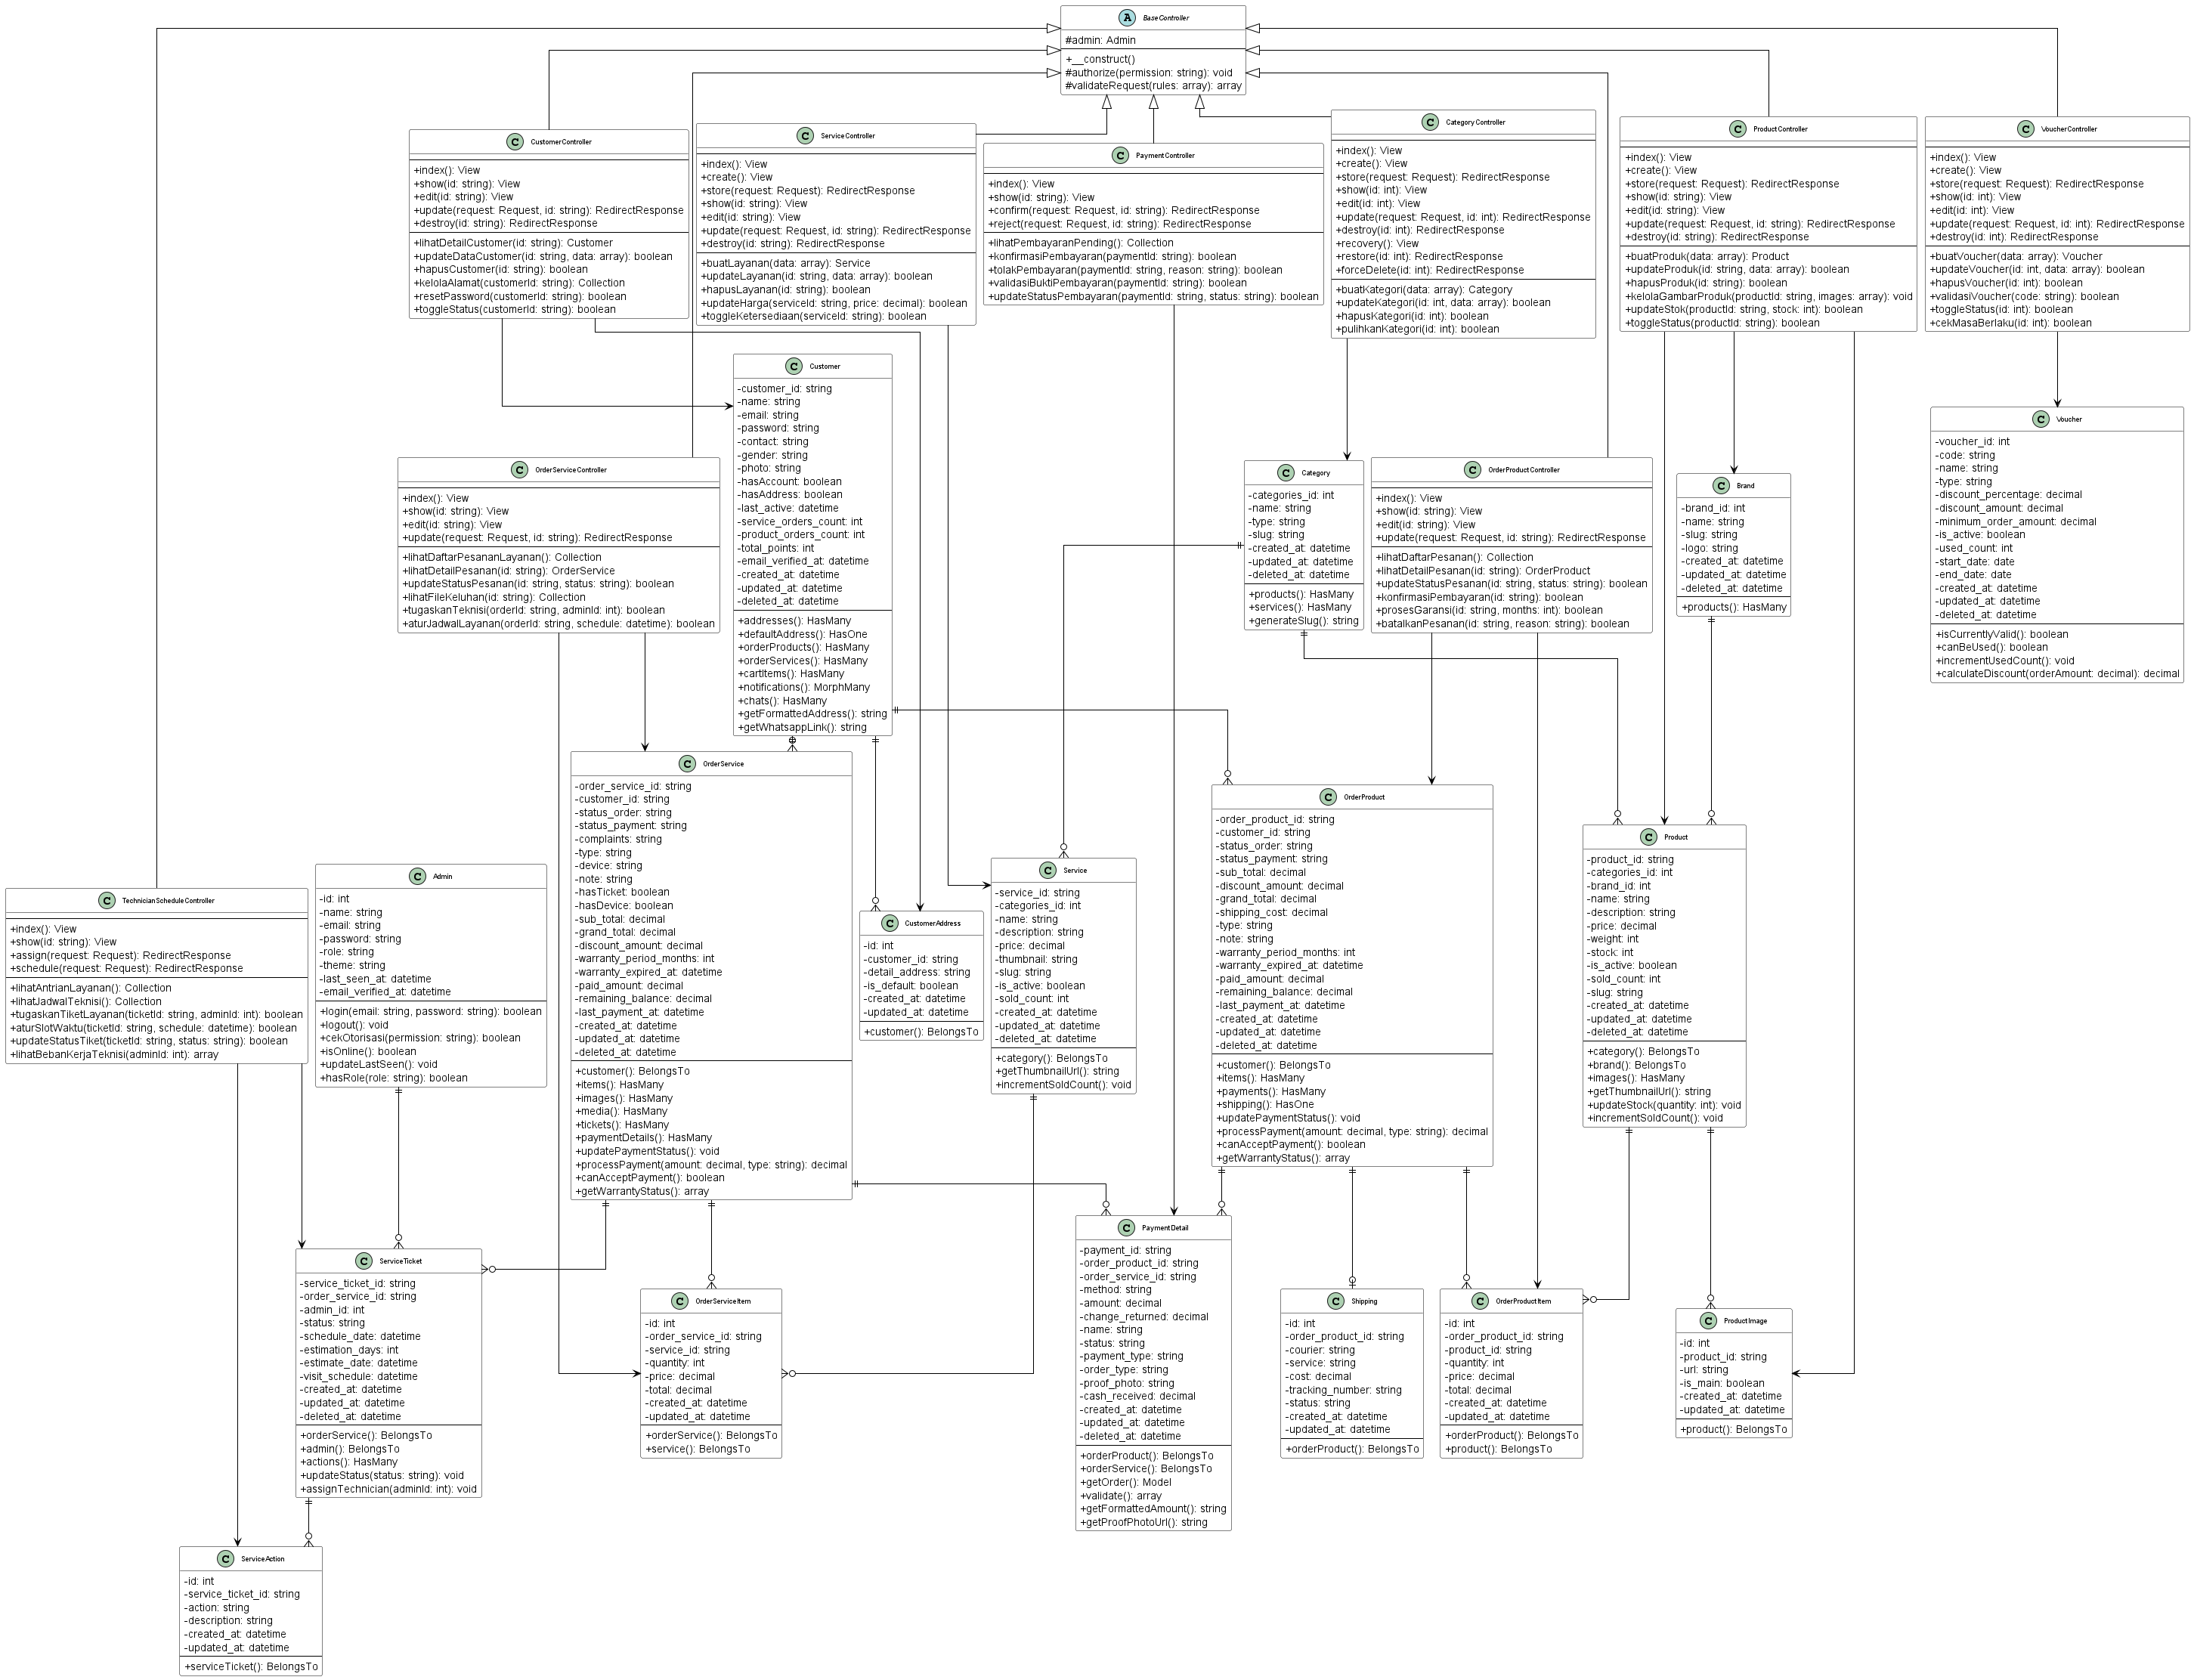 A BaseController
#admin: Admin
+__construct()
#authorize(permission: string): void
#validateRequest(rules: array): array
C CustomerController
+index(): View
+show(id: string): View
+edit(id: string): View
+update(request: Request, id: string): RedirectResponse
+destroy(id: string): RedirectResponse
+lihatDetailCustomer(id: string): Customer
+updateDataCustomer(id: string, data: array): boolean
+hapusCustomer(id: string): boolean
+kelolaAlamat(customerId: string): Collection
+resetPassword(customerId: string): boolean
+toggleStatus(customerId: string): boolean
C ServiceController
+index(): View
+create(): View
+store(request: Request): RedirectResponse
+show(id: string): View
+edit(id: string): View
+update(request: Request, id: string): RedirectResponse
+destroy(id: string): RedirectResponse
+buatLayanan(data: array): Service
+updateLayanan(id: string, data: array): boolean
+hapusLayanan(id: string): boolean
+updateHarga(serviceId: string, price: decimal): boolean
+toggleKetersediaan(serviceId: string): boolean
C PaymentController
+index(): View
+show(id: string): View
+confirm(request: Request, id: string): RedirectResponse
+reject(request: Request, id: string): RedirectResponse
+lihatPembayaranPending(): Collection
+konfirmasiPembayaran(paymentId: string): boolean
+tolakPembayaran(paymentId: string, reason: string): boolean
+validasiBuktiPembayaran(paymentId: string): boolean
+updateStatusPembayaran(paymentId: string, status: string): boolean
C CategoryController
+index(): View
+create(): View
+store(request: Request): RedirectResponse
+show(id: int): View
+edit(id: int): View
+update(request: Request, id: int): RedirectResponse
+destroy(id: int): RedirectResponse
+recovery(): View
+restore(id: int): RedirectResponse
+forceDelete(id: int): RedirectResponse
+buatKategori(data: array): Category
+updateKategori(id: int, data: array): boolean
+hapusKategori(id: int): boolean
+pulihkanKategori(id: int): boolean
C ProductController
+index(): View
+create(): View
+store(request: Request): RedirectResponse
+show(id: string): View
+edit(id: string): View
+update(request: Request, id: string): RedirectResponse
+destroy(id: string): RedirectResponse
+buatProduk(data: array): Product
+updateProduk(id: string, data: array): boolean
+hapusProduk(id: string): boolean
+kelolaGambarProduk(productId: string, images: array): void
+updateStok(productId: string, stock: int): boolean
+toggleStatus(productId: string): boolean
C VoucherController
+index(): View
+create(): View
+store(request: Request): RedirectResponse
+show(id: int): View
+edit(id: int): View
+update(request: Request, id: int): RedirectResponse
+destroy(id: int): RedirectResponse
+buatVoucher(data: array): Voucher
+updateVoucher(id: int, data: array): boolean
+hapusVoucher(id: int): boolean
+validasiVoucher(code: string): boolean
+toggleStatus(id: int): boolean
+cekMasaBerlaku(id: int): boolean
C Customer
-customer_id: string
-name: string
-email: string
-password: string
-contact: string
-gender: string
-photo: string
-hasAccount: boolean
-hasAddress: boolean
-last_active: datetime
-service_orders_count: int
-product_orders_count: int
-total_points: int
-email_verified_at: datetime
-created_at: datetime
-updated_at: datetime
-deleted_at: datetime
+addresses(): HasMany
+defaultAddress(): HasOne
+orderProducts(): HasMany
+orderServices(): HasMany
+cartItems(): HasMany
+notifications(): MorphMany
+chats(): HasMany
+getFormattedAddress(): string
+getWhatsappLink(): string
C Voucher
-voucher_id: int
-code: string
-name: string
-type: string
-discount_percentage: decimal
-discount_amount: decimal
-minimum_order_amount: decimal
-is_active: boolean
-used_count: int
-start_date: date
-end_date: date
-created_at: datetime
-updated_at: datetime
-deleted_at: datetime
+isCurrentlyValid(): boolean
+canBeUsed(): boolean
+incrementUsedCount(): void
+calculateDiscount(orderAmount: decimal): decimal
C OrderServiceController
+index(): View
+show(id: string): View
+edit(id: string): View
+update(request: Request, id: string): RedirectResponse
+lihatDaftarPesananLayanan(): Collection
+lihatDetailPesanan(id: string): OrderService
+updateStatusPesanan(id: string, status: string): boolean
+lihatFileKeluhan(id: string): Collection
+tugaskanTeknisi(orderId: string, adminId: int): boolean
+aturJadwalLayanan(orderId: string, schedule: datetime): boolean
C Category
-categories_id: int
-name: string
-type: string
-slug: string
-created_at: datetime
-updated_at: datetime
-deleted_at: datetime
+products(): HasMany
+services(): HasMany
+generateSlug(): string
C OrderProductController
+index(): View
+show(id: string): View
+edit(id: string): View
+update(request: Request, id: string): RedirectResponse
+lihatDaftarPesanan(): Collection
+lihatDetailPesanan(id: string): OrderProduct
+updateStatusPesanan(id: string, status: string): boolean
+konfirmasiPembayaran(id: string): boolean
+prosesGaransi(id: string, months: int): boolean
+batalkanPesanan(id: string, reason: string): boolean
C Brand
-brand_id: int
-name: string
-slug: string
-logo: string
-created_at: datetime
-updated_at: datetime
-deleted_at: datetime
+products(): HasMany
C OrderService
-order_service_id: string
-customer_id: string
-status_order: string
-status_payment: string
-complaints: string
-type: string
-device: string
-note: string
-hasTicket: boolean
-hasDevice: boolean
-sub_total: decimal
-grand_total: decimal
-discount_amount: decimal
-warranty_period_months: int
-warranty_expired_at: datetime
-paid_amount: decimal
-remaining_balance: decimal
-last_payment_at: datetime
-created_at: datetime
-updated_at: datetime
-deleted_at: datetime
+customer(): BelongsTo
+items(): HasMany
+images(): HasMany
+media(): HasMany
+tickets(): HasMany
+paymentDetails(): HasMany
+updatePaymentStatus(): void
+processPayment(amount: decimal, type: string): decimal
+canAcceptPayment(): boolean
+getWarrantyStatus(): array
C OrderProduct
-order_product_id: string
-customer_id: string
-status_order: string
-status_payment: string
-sub_total: decimal
-discount_amount: decimal
-grand_total: decimal
-shipping_cost: decimal
-type: string
-note: string
-warranty_period_months: int
-warranty_expired_at: datetime
-paid_amount: decimal
-remaining_balance: decimal
-last_payment_at: datetime
-created_at: datetime
-updated_at: datetime
-deleted_at: datetime
+customer(): BelongsTo
+items(): HasMany
+payments(): HasMany
+shipping(): HasOne
+updatePaymentStatus(): void
+processPayment(amount: decimal, type: string): decimal
+canAcceptPayment(): boolean
+getWarrantyStatus(): array
C Product
-product_id: string
-categories_id: int
-brand_id: int
-name: string
-description: string
-price: decimal
-weight: int
-stock: int
-is_active: boolean
-sold_count: int
-slug: string
-created_at: datetime
-updated_at: datetime
-deleted_at: datetime
+category(): BelongsTo
+brand(): BelongsTo
+images(): HasMany
+getThumbnailUrl(): string
+updateStock(quantity: int): void
+incrementSoldCount(): void
C TechnicianScheduleController
+index(): View
+show(id: string): View
+assign(request: Request): RedirectResponse
+schedule(request: Request): RedirectResponse
+lihatAntrianLayanan(): Collection
+lihatJadwalTeknisi(): Collection
+tugaskanTiketLayanan(ticketId: string, adminId: int): boolean
+aturSlotWaktu(ticketId: string, schedule: datetime): boolean
+updateStatusTiket(ticketId: string, status: string): boolean
+lihatBebanKerjaTeknisi(adminId: int): array
C Admin
-id: int
-name: string
-email: string
-password: string
-role: string
-theme: string
-last_seen_at: datetime
-email_verified_at: datetime
+login(email: string, password: string): boolean
+logout(): void
+cekOtorisasi(permission: string): boolean
+isOnline(): boolean
+updateLastSeen(): void
+hasRole(role: string): boolean
C CustomerAddress
-id: int
-customer_id: string
-detail_address: string
-is_default: boolean
-created_at: datetime
-updated_at: datetime
+customer(): BelongsTo
C Service
-service_id: string
-categories_id: int
-name: string
-description: string
-price: decimal
-thumbnail: string
-slug: string
-is_active: boolean
-sold_count: int
-created_at: datetime
-updated_at: datetime
-deleted_at: datetime
+category(): BelongsTo
+getThumbnailUrl(): string
+incrementSoldCount(): void
C ServiceTicket
-service_ticket_id: string
-order_service_id: string
-admin_id: int
-status: string
-schedule_date: datetime
-estimation_days: int
-estimate_date: datetime
-visit_schedule: datetime
-created_at: datetime
-updated_at: datetime
-deleted_at: datetime
+orderService(): BelongsTo
+admin(): BelongsTo
+actions(): HasMany
+updateStatus(status: string): void
+assignTechnician(adminId: int): void
C OrderServiceItem
-id: int
-order_service_id: string
-service_id: string
-quantity: int
-price: decimal
-total: decimal
-created_at: datetime
-updated_at: datetime
+orderService(): BelongsTo
+service(): BelongsTo
C PaymentDetail
-payment_id: string
-order_product_id: string
-order_service_id: string
-method: string
-amount: decimal
-change_returned: decimal
-name: string
-status: string
-payment_type: string
-order_type: string
-proof_photo: string
-cash_received: decimal
-created_at: datetime
-updated_at: datetime
-deleted_at: datetime
+orderProduct(): BelongsTo
+orderService(): BelongsTo
+getOrder(): Model
+validate(): array
+getFormattedAmount(): string
+getProofPhotoUrl(): string
C Shipping
-id: int
-order_product_id: string
-courier: string
-service: string
-cost: decimal
-tracking_number: string
-status: string
-created_at: datetime
-updated_at: datetime
+orderProduct(): BelongsTo
C OrderProductItem
-id: int
-order_product_id: string
-product_id: string
-quantity: int
-price: decimal
-total: decimal
-created_at: datetime
-updated_at: datetime
+orderProduct(): BelongsTo
+product(): BelongsTo
C ProductImage
-id: int
-product_id: string
-url: string
-is_main: boolean
-created_at: datetime
-updated_at: datetime
+product(): BelongsTo
C ServiceAction
-id: int
-service_ticket_id: string
-action: string
-description: string
-created_at: datetime
-updated_at: datetime
+serviceTicket(): BelongsTo